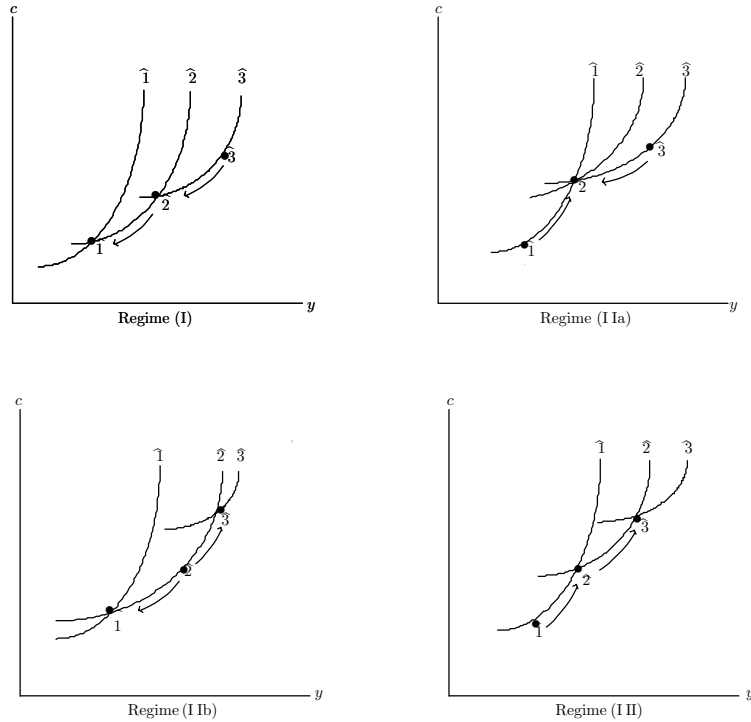 c
1̂ 2̂ 3̂
3̂
2̂
1̂
y
Regime (I)
c
1̂ 2̂ 3̂
3̂
2
1̂
y
Regime (I Ia)
c
1̂ 2̂ 3̂
3̂
2̂
1
y
Regime (I Ib)
c
1̂ 2̂ 3̂
3̂
2
1̂
y
Regime (I II)